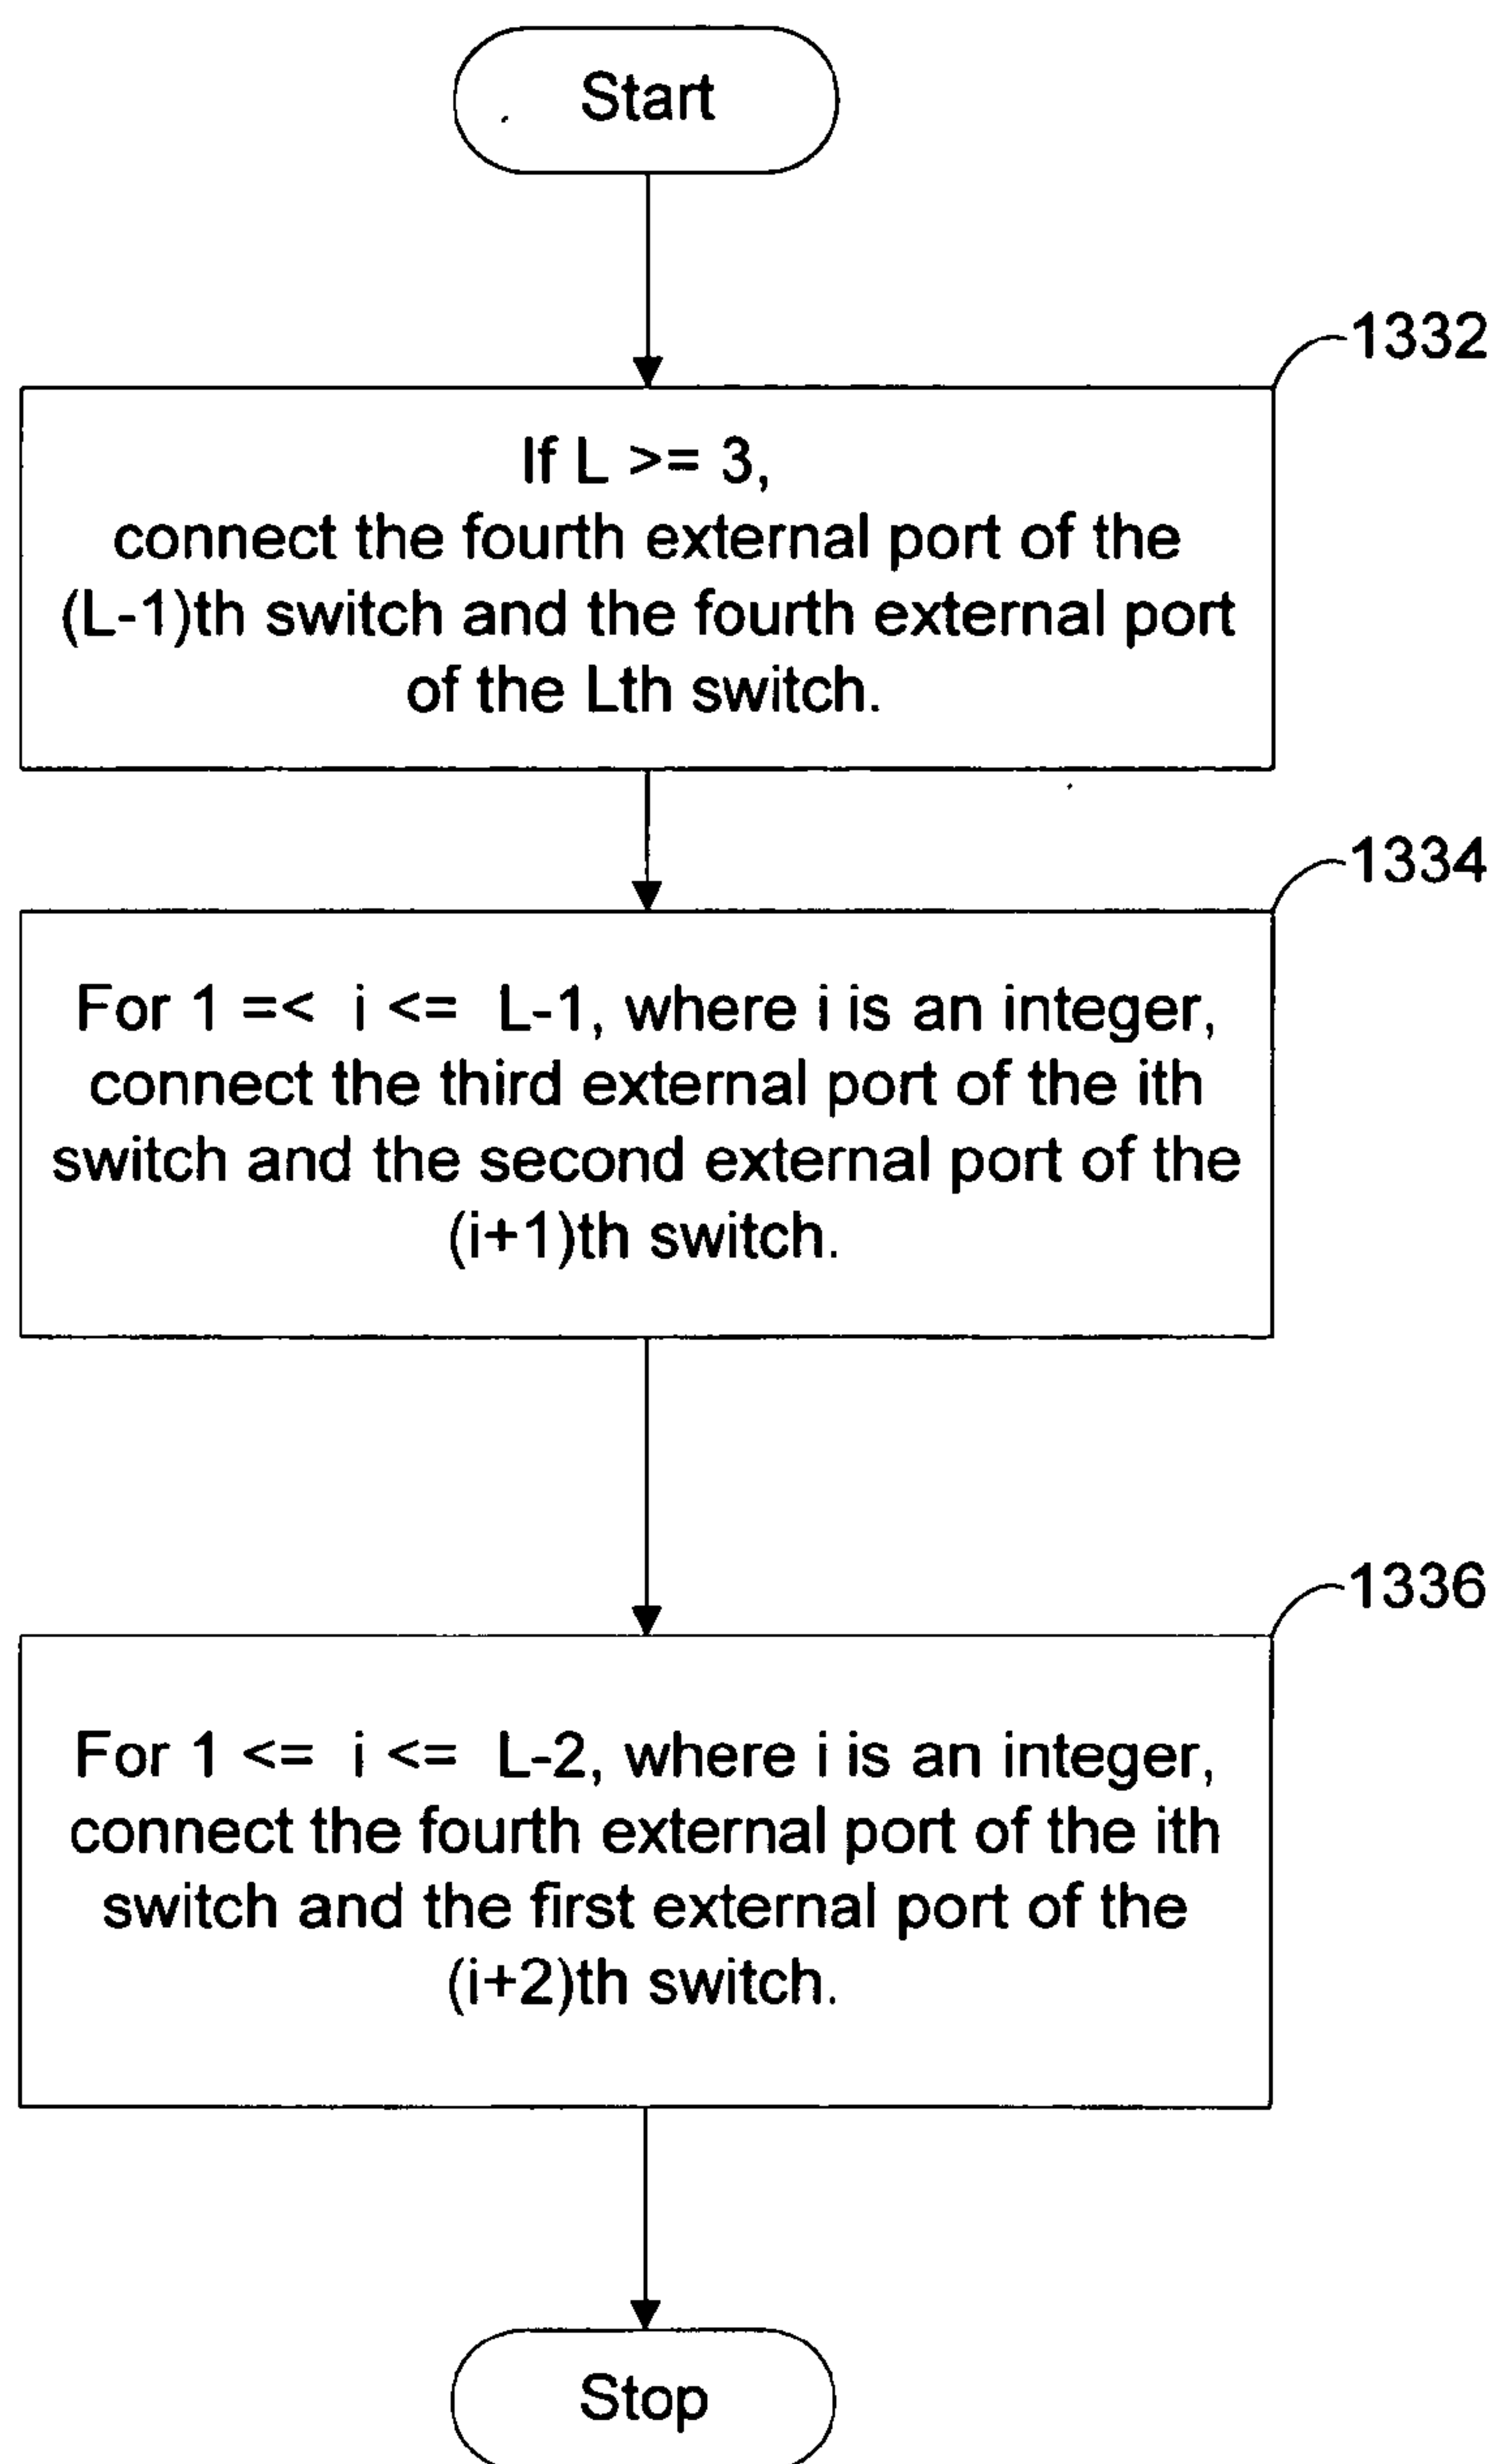 Start
1332
If L >= 3,
connect the fourth external port of the
(L-1)th switch and the fourth external port
of the Lth switch.
1334
For 1 =< i <= L-1, where i is an integer,
connect the third external port of the ith
switch and the second external port of the
(i+1)th switch.
1336
For 1 <= i <= L-2, where i is an integer,
connect the fourth external port of the ith
switch and the first external port of the
(i+2)th switch.
Stop